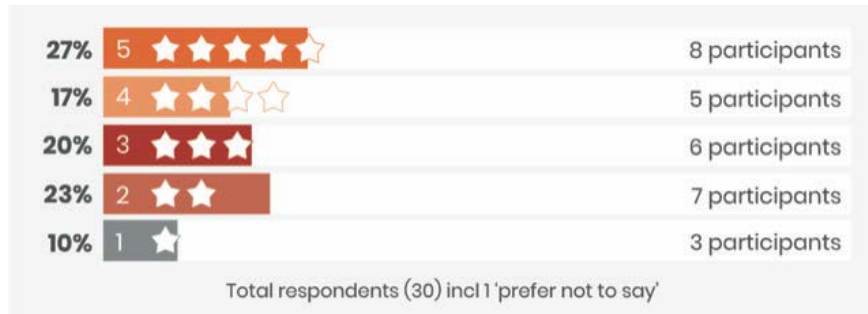 27% 5 8 participants
17% 4 5 participants
20% 3 6 participants
23% 2 7 participants
10% 1 3 participants
Total respondents (30) incl 1 'prefer not to say'